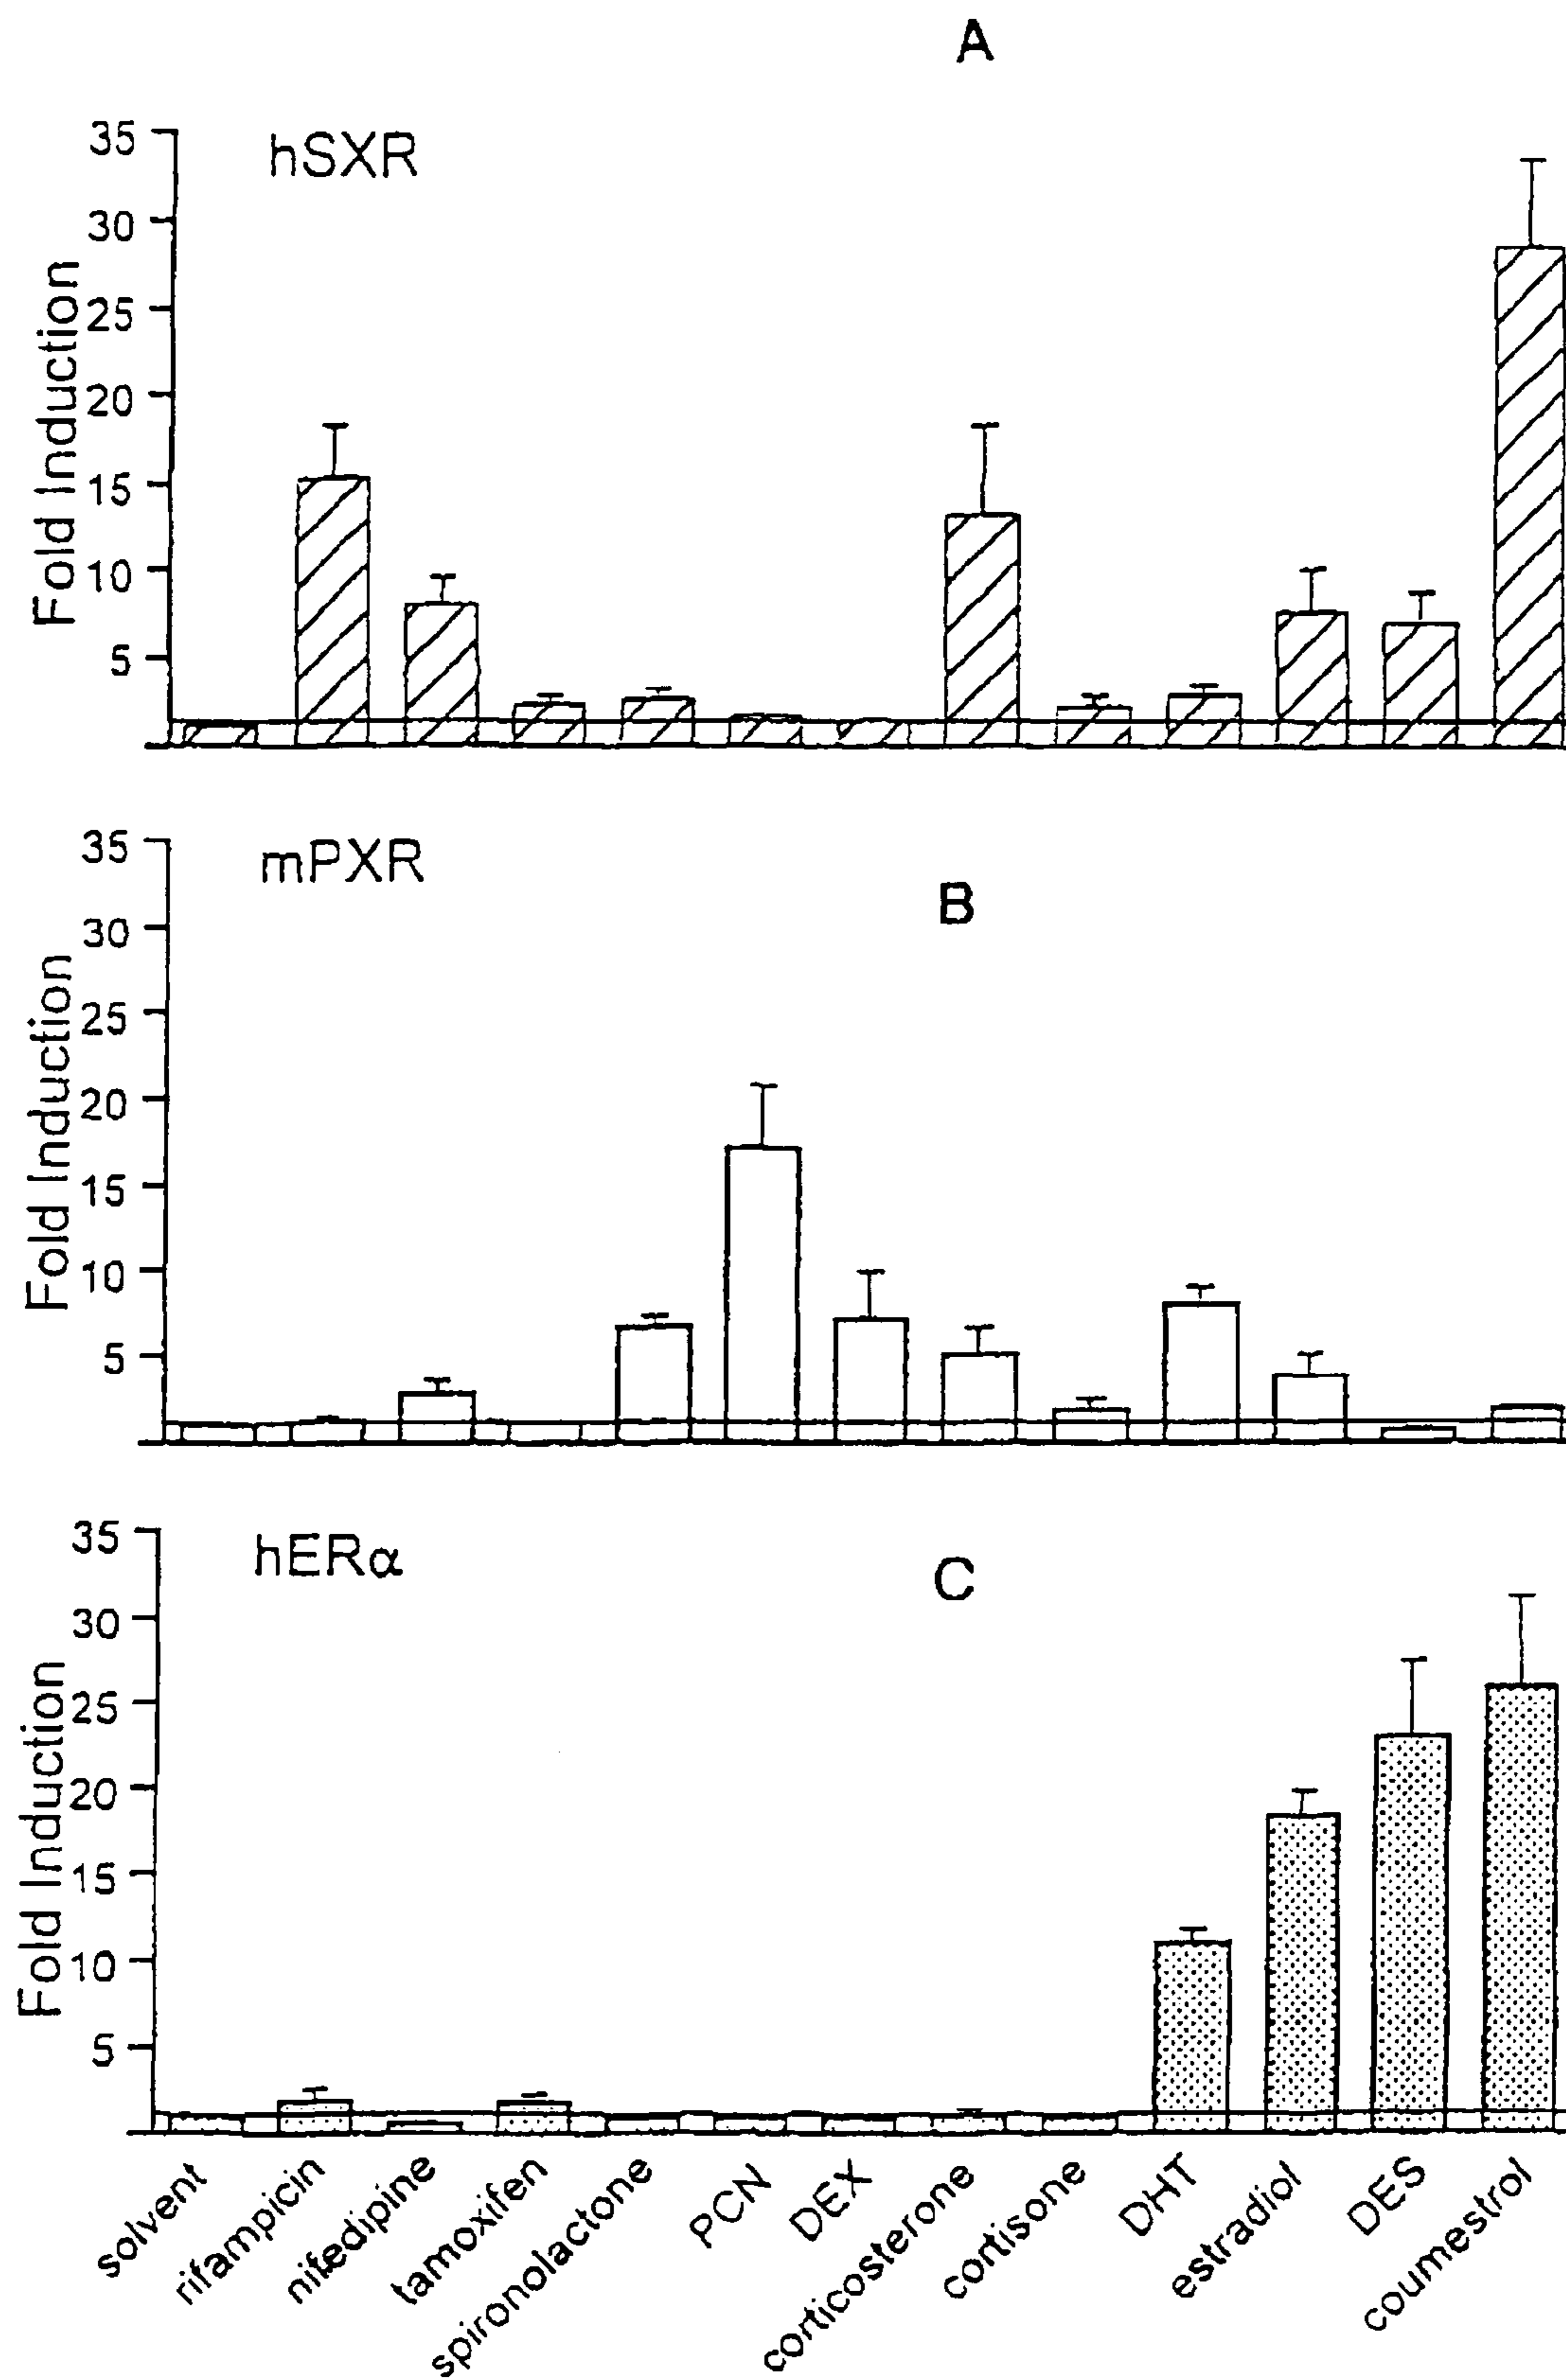 A
hSXR
Fold Induction
35
30
25
20
15
10
5
mPXR
B
Fold Induction
35
30
25
20
15
10
5
hERα
C
Fold Induction
35
30
25
20
15
10
5
solvent
rifampicin
nifedipine
tamoxifen
spironolactone
PCN
DEX
corticosterone
cortisone
DHT
estradiol
DES
coumestrol